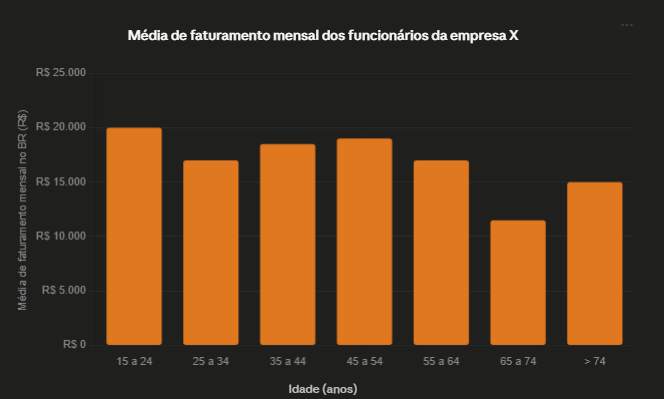 Média de faturamento mensal dos funcionários da empresa X
...
Média de faturamento mensal no BR (R$)
R$ 25.000
R$ 20.000
R$ 15.000
R$ 10.000
R$ 5.000
R$ 0
15 a 24
25 a 34
35 a 44
45 a 54
55 a 64
65 a 74
> 74
Idade (anos)